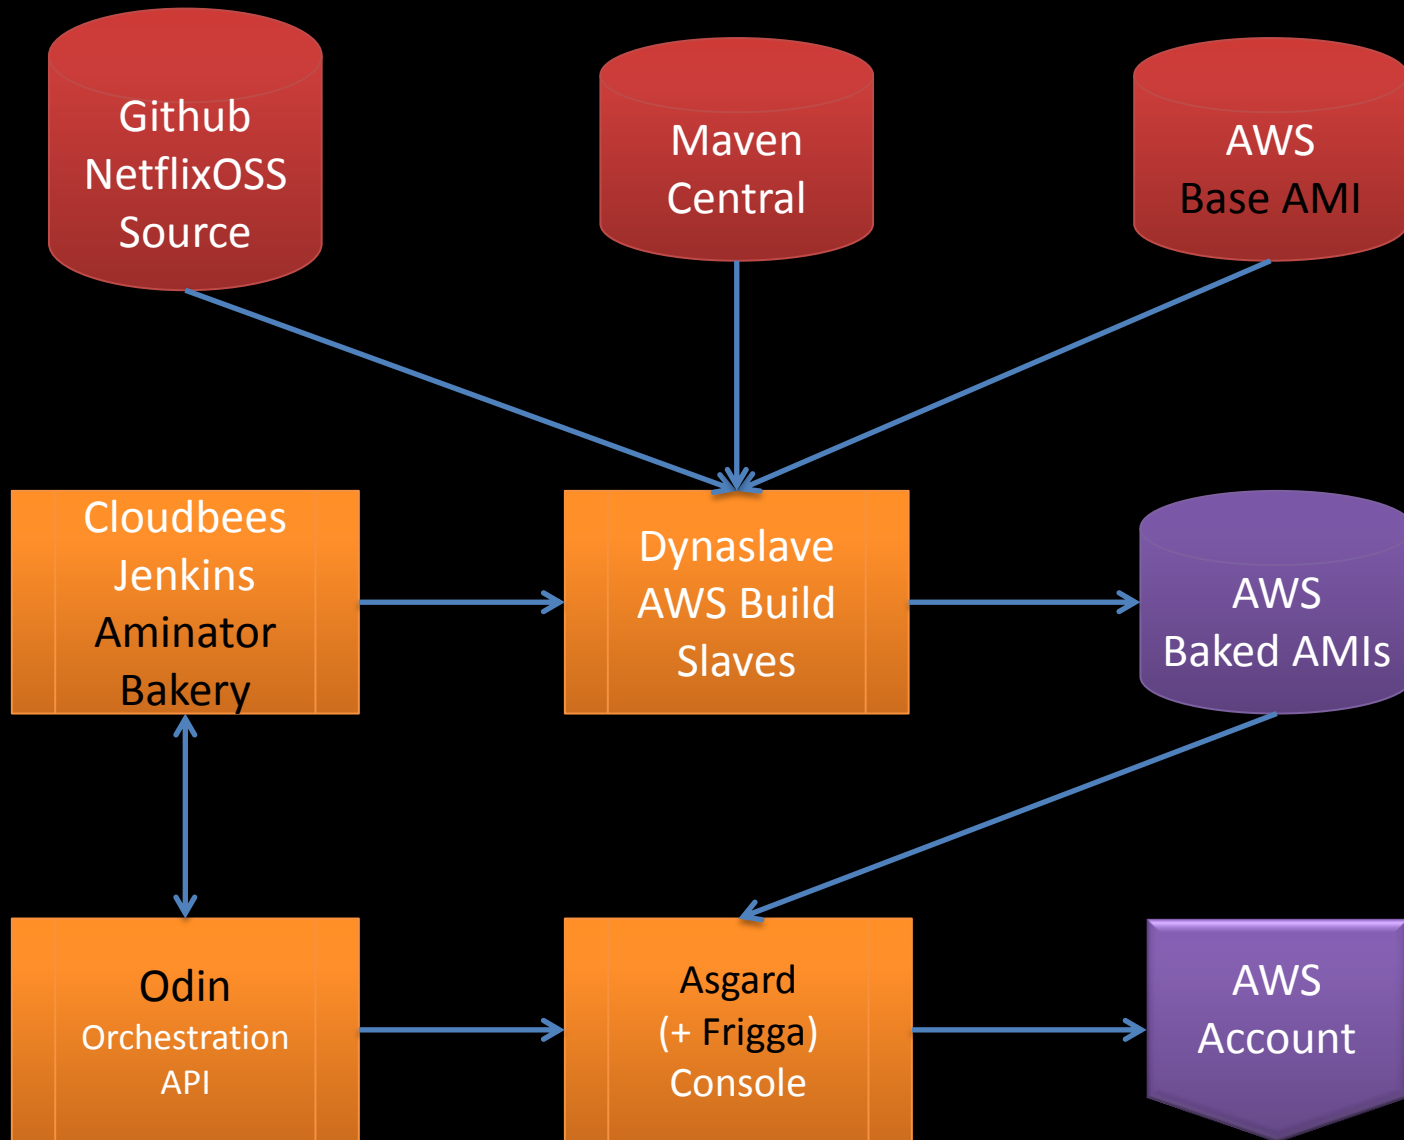 Github
NetflixOSS
Source
Maven
Central
AWS
Base AMI
Cloudbees
Jenkins
Aminator
Bakery
Dynaslave
AWS Build
Slaves
AWS
Baked AMIs
Odin
Orchestration
API
Asgard
(+ Frigga)
Console
AWS
Account